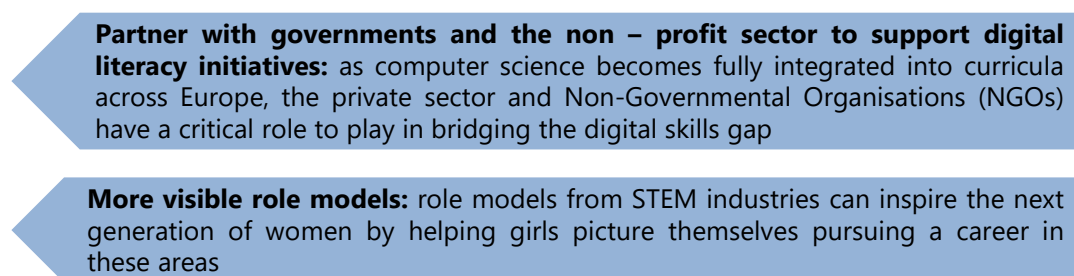 Partner with governments and the non – profit sector to support digital
literacy initiatives: as computer science becomes fully integrated into curricula
across Europe, the private sector and Non-Governmental Organisations (NGOs)
have a critical role to play in bridging the digital skills gap
More visible role models: role models from STEM industries can inspire the next
generation of women by helping girls picture themselves pursuing a career in
these areas